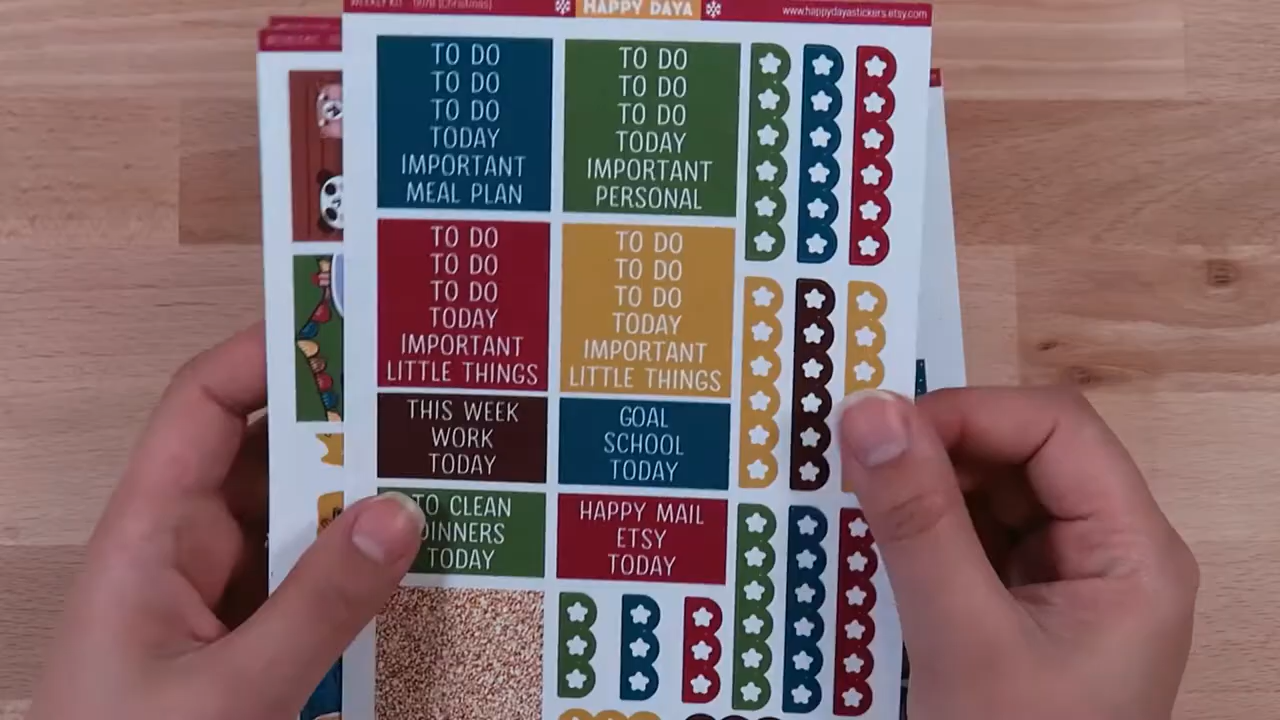 WEEKLY KIT (Christmas)
HAPPY DAYA
www.happydayastickers.etsy.com
TO DO
TO DO
TO DO
TODAY
IMPORTANT
MEAL PLAN
TO DO
TO DO
TO DO
TODAY
IMPORTANT
PERSONAL
TO DO
TO DO
TO DO
TODAY
IMPORTANT
LITTLE THINGS
TO DO
TO DO
TO DO
TODAY
IMPORTANT
LITTLE THINGS
THIS WEEK
WORK
TODAY
GOAL
SCHOOL
TODAY
TO CLEAN
DINNERS
TODAY
HAPPY MAIL
ETSY
TODAY